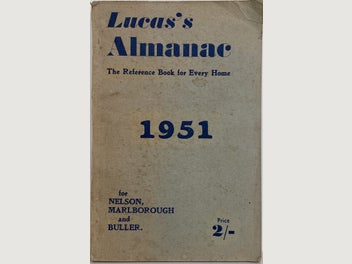 Lucas's
Almanac
The Reference Book for Every Home
1951
for
NELSON,
MARLBOROUGH
and
BULLER.
Price
2/-